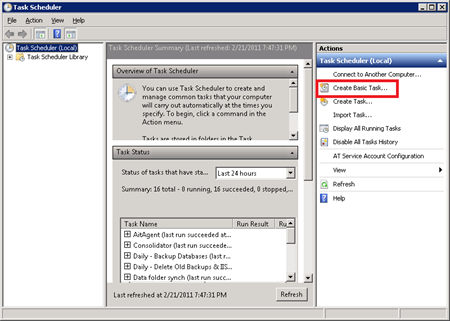 Task Scheduler
File Action View Help
Task Scheduler (Local)
Task Scheduler Library
Task Scheduler Summary (Last refreshed: 2/21/2011 7:47:31 PM)
Overview of Task Scheduler
You can use Task Scheduler to create and
manage common tasks that your computer
will carry out automatically at the times you
specify. To begin, click a command in the
Action menu.
Tasks are stored in folders in the Task
Task Status
Status of tasks that have sta... Last 24 hours
Summary: 16 total - 0 running, 16 succeeded, 0 stopped,...
Task Name Run Result Ru
AitAgent (last run succeeded at...
Consolidator (last run succeede...
Daily - Backup Databases (last r...
Daily - Delete Old Backups & IIS...
Data folder synch (last run succ...
Last refreshed at 2/21/2011 7:47:31 PM Refresh
Actions
Task Scheduler (Local)
Connect to Another Computer...
Create Basic Task...
Create Task...
Import Task...
Display All Running Tasks
Disable All Tasks History
AT Service Account Configuration
View
Refresh
Help